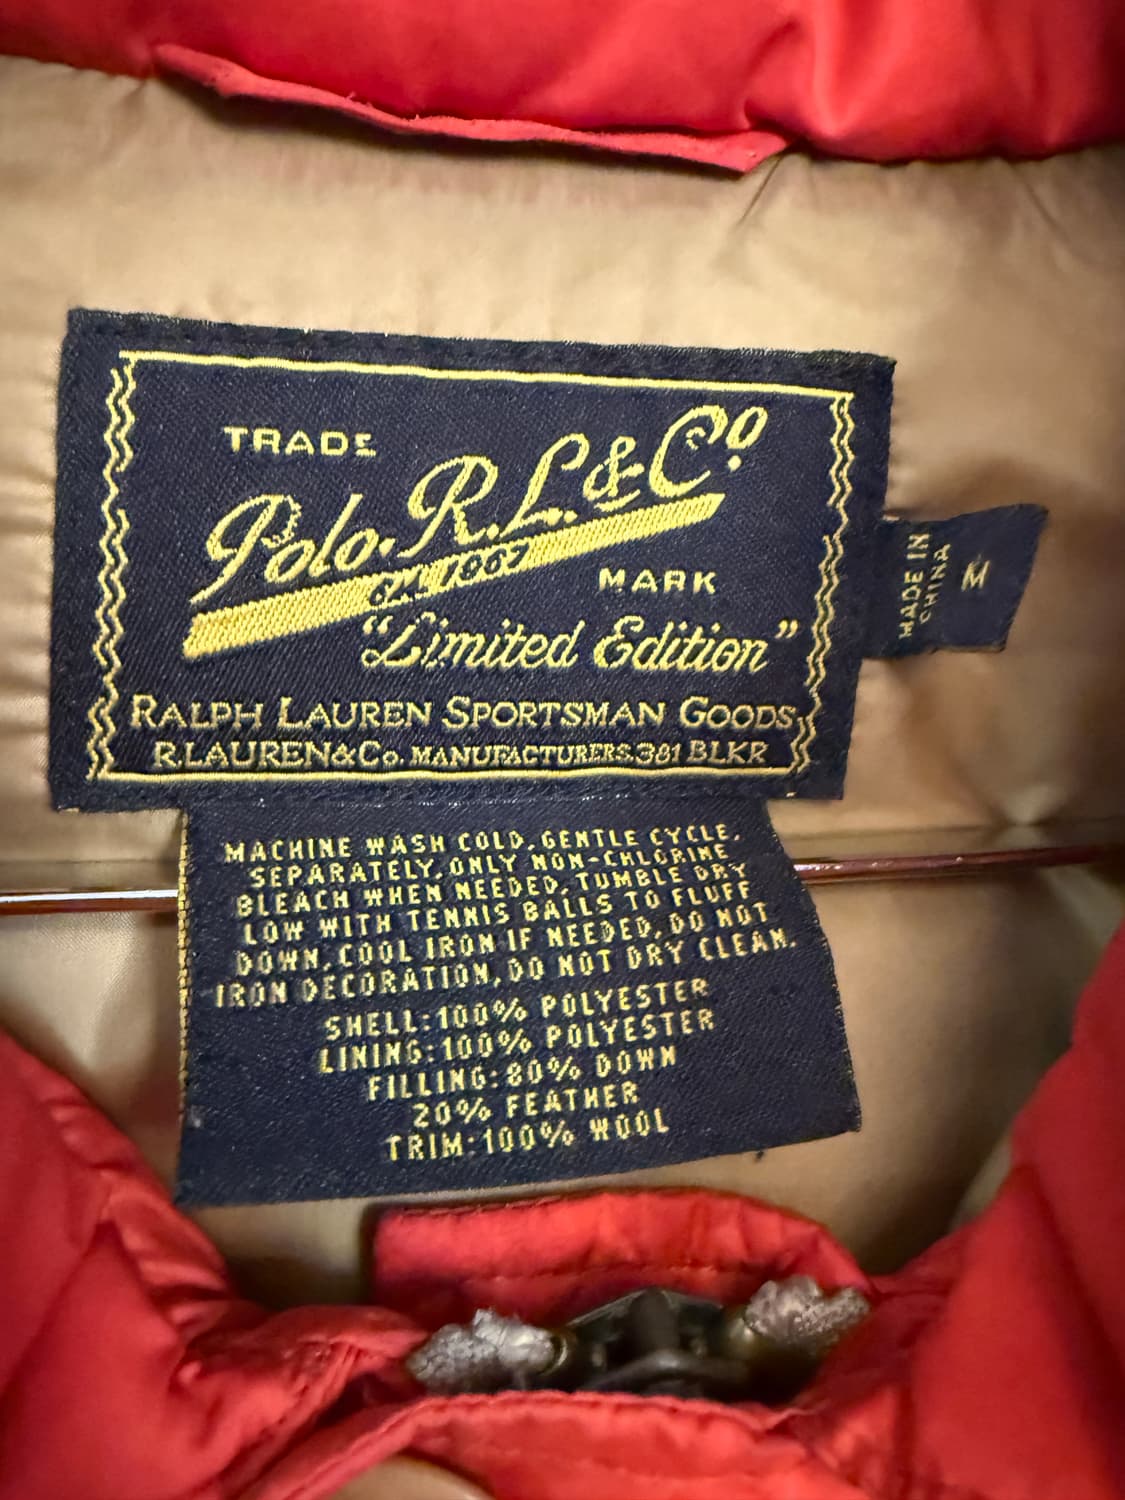 TRADE
Polo.R.L.&Co.
EST. 1967
MARK
"Limited Edition"
RALPH LAUREN SPORTSMAN GOODS
R.LAUREN&Co. MANUFACTURERS.381 BLKR
MADE IN
CHINA
M
MACHINE WASH COLD, GENTLE CYCLE,
SEPARATELY, ONLY NON-CHLORINE
BLEACH WHEN NEEDED, TUMBLE DRY
LOW WITH TENNIS BALLS TO FLUFF
DOWN, COOL IRON IF NEEDED, DO NOT
IRON DECORATION, DO NOT DRY CLEAN.
SHELL:100% POLYESTER
LINING:100% POLYESTER
FILLING:80% DOWN
20% FEATHER
TRIM:100% WOOL